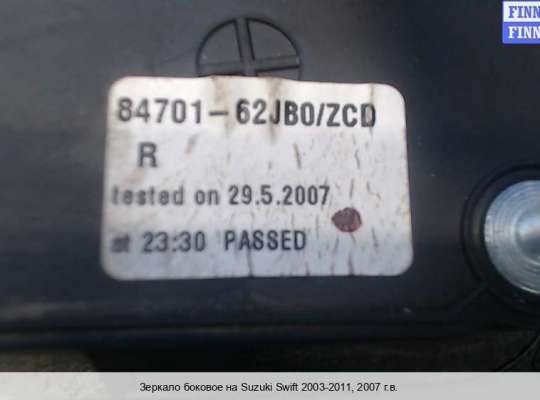 FINN
FINN
84701-62JB0/ZCD
R
tested on 29.5.2007
at 23:30 PASSED
Зеркало боковое на Suzuki Swift 2003-2011, 2007 г.в.